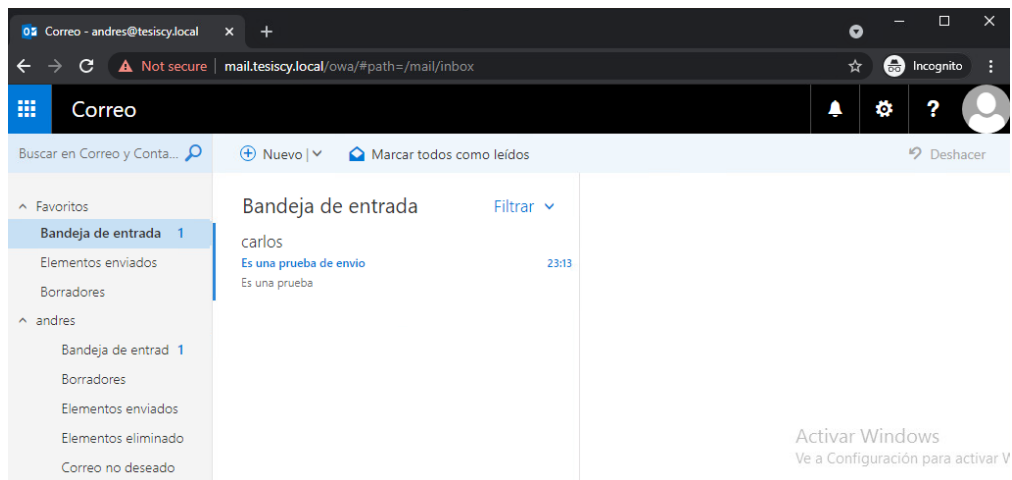 Correo - andres@tesiscy.local
Not secure | mail.tesiscy.local/owa/#path=/mail/inbox
Incognito
Correo
?
Buscar en Correo y Conta...
Nuevo
Marcar todos como leídos
Deshacer
Favoritos
Bandeja de entrada 1
Elementos enviados
Borradores
andres
Bandeja de entrad 1
Borradores
Elementos enviados
Elementos eliminado
Correo no deseado
Bandeja de entrada
Filtrar
carlos
Es una prueba de envio 23:13
Es una prueba
Activar Windows
Ve a Configuración para activar W